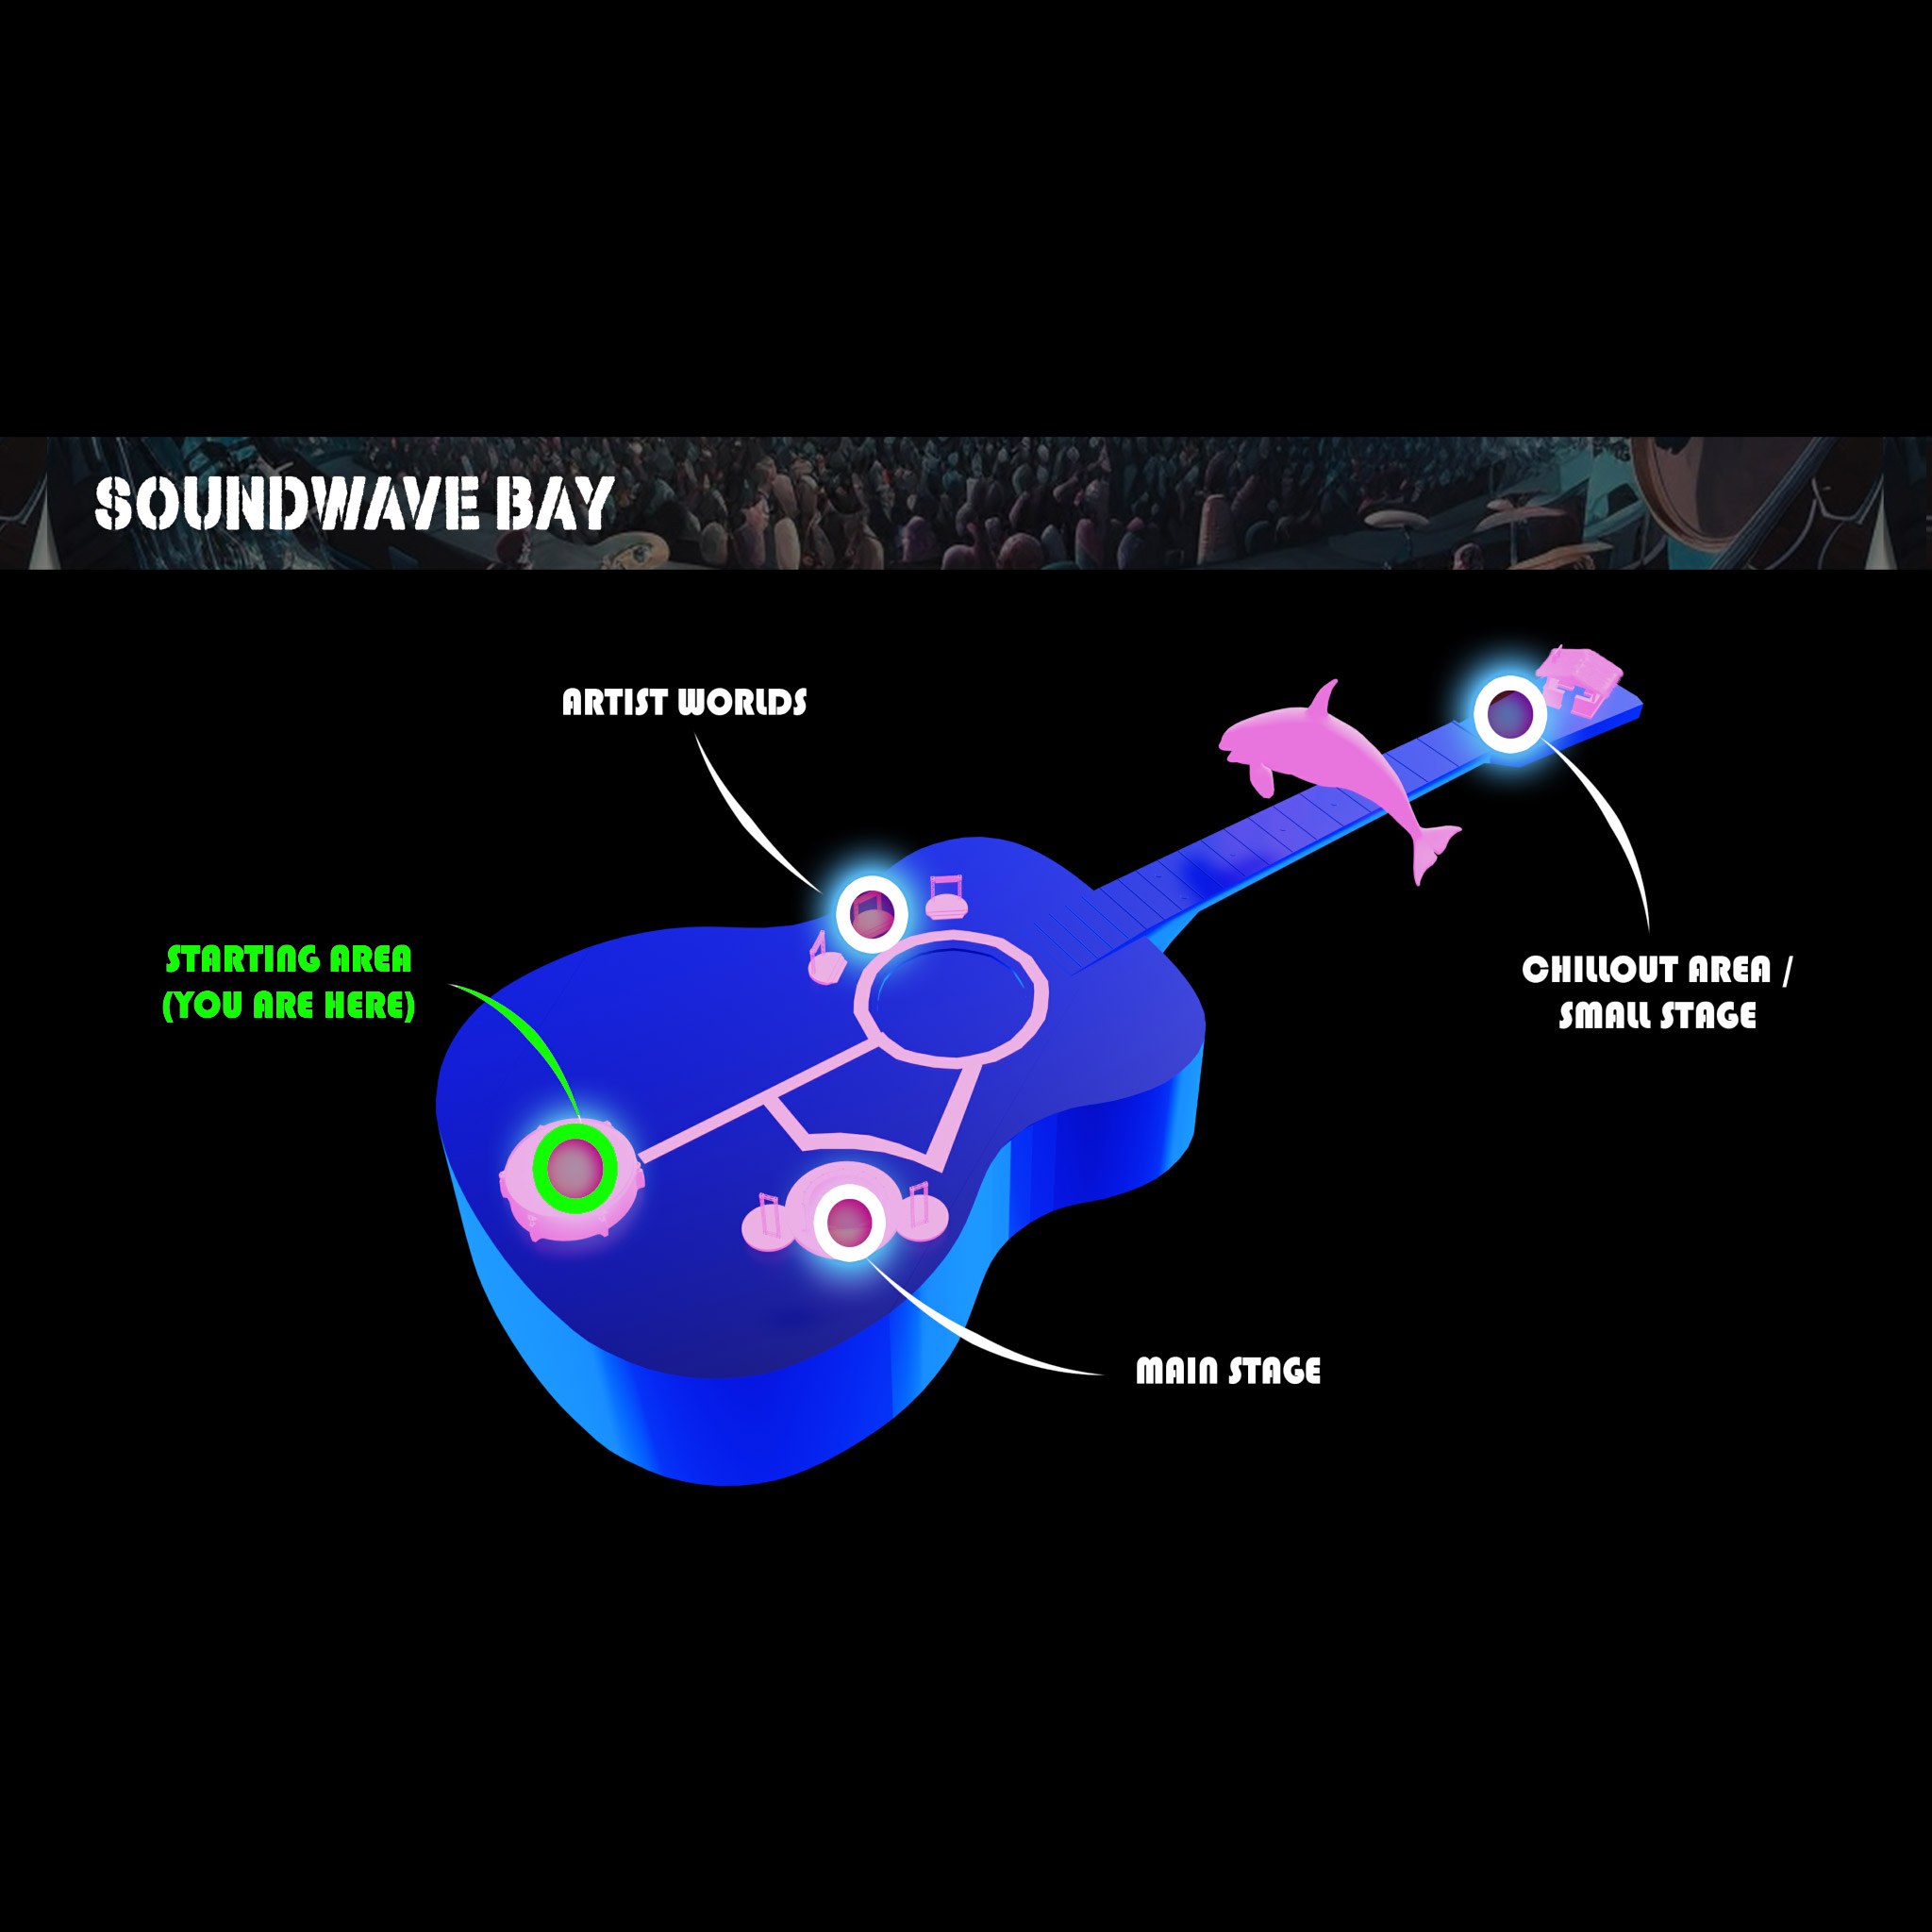 SOUNDWAVE BAY
ARTIST WORLDS
STARTING AREA
(YOU ARE HERE)
CHILLOUT AREA /
SMALL STAGE
MAIN STAGE